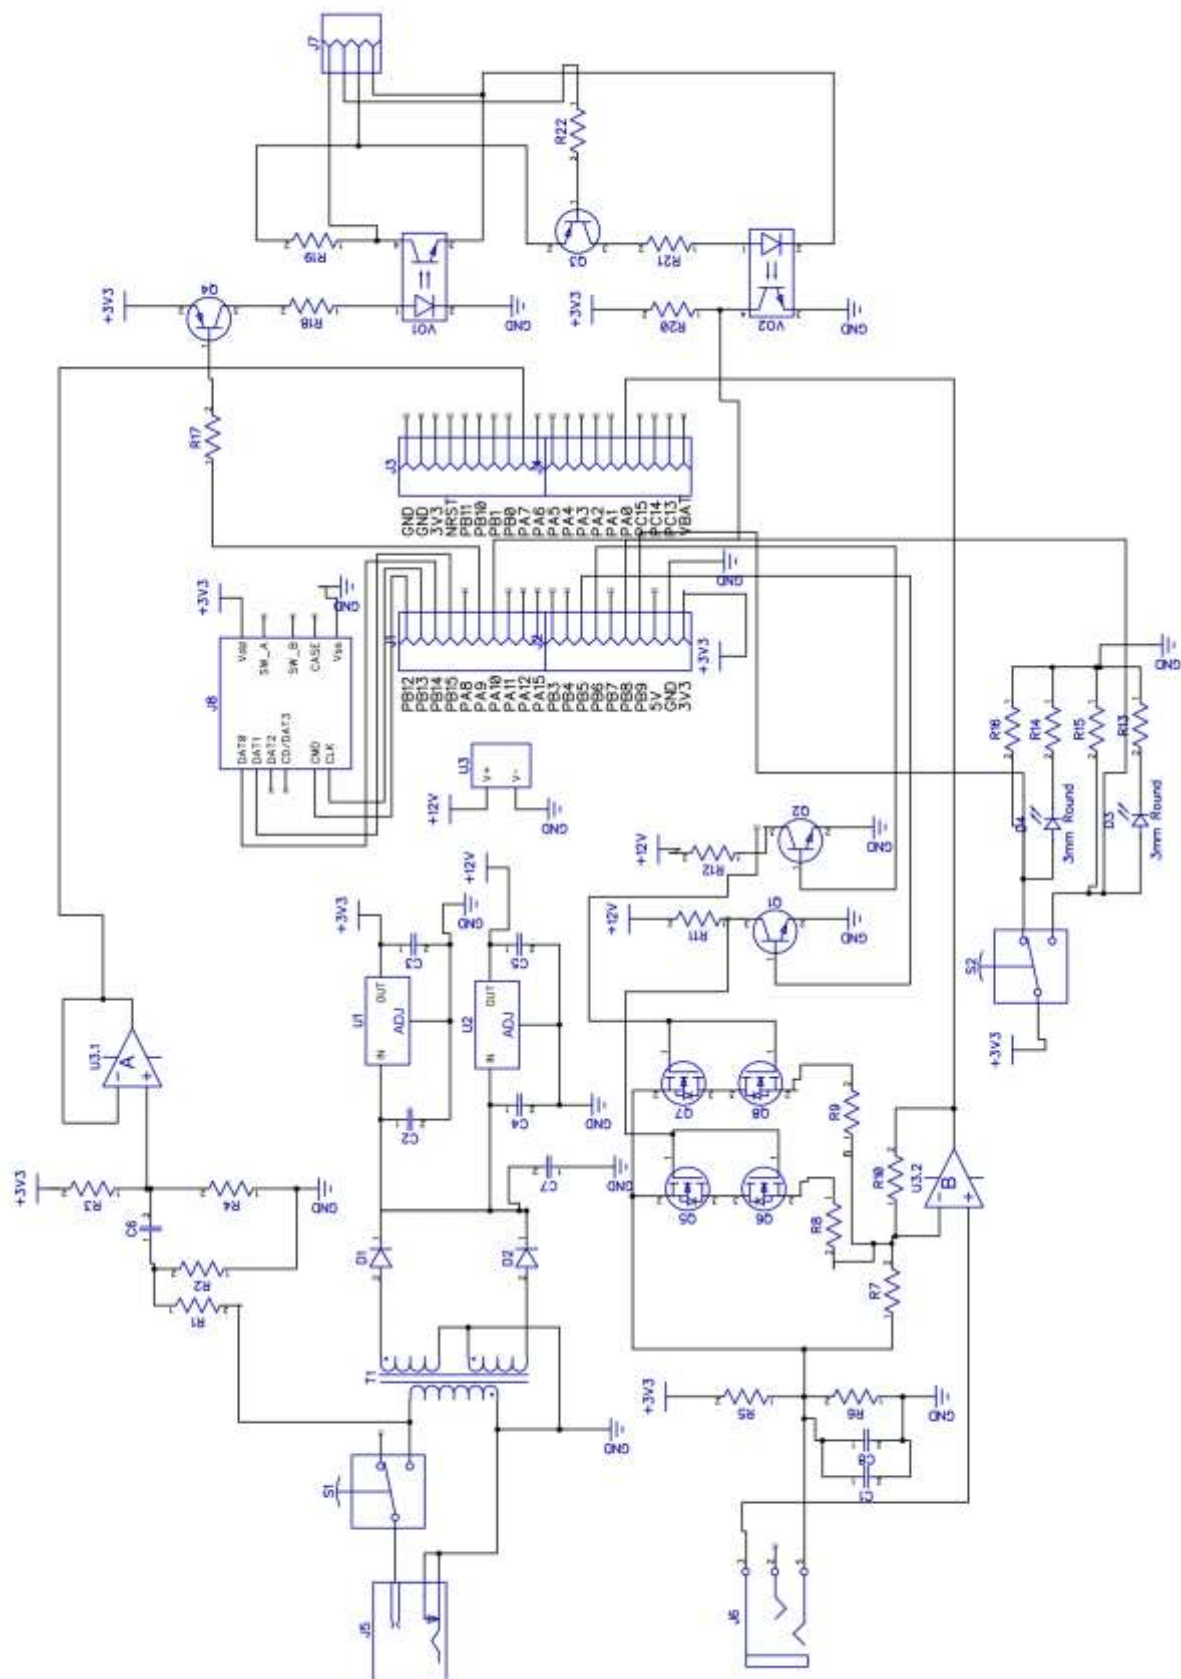 J7
R22
R19
Q3
R21
+3V3
Q4
R18
VO1
GND
+3V3
R20
VO2
GND
R17
J3
J4
GND
GND
3V3
NRST
PB11
PB10
PB1
PB0
PA7
PA6
PA5
PA4
PA3
PA2
PA1
PA0
PC15
PC14
PC13
VBAT
+3V3
GND
J8
Vdd
SW_A
SW_B
CASE
Vss
DAT0
DAT1
DAT2
CD/DAT3
CMD
CLK
J1
J2
PB12
PB13
PB14
PB15
PA8
PA9
PA10
PA11
PA12
PA15
PB3
PB4
PB5
PB6
PB7
PB8
PB9
5V
GND
3V3
+3V3
GND
U3
V+
V-
+12V
GND
R16
R14
R15
R13
GND
D4
3mm Round
D3
3mm Round
S2
+3V3
+12V
R12
Q2
GND
+12V
R11
Q1
GND
+3V3
GND
+12V
C3
C5
U1
IN
OUT
ADJ
U2
IN
OUT
ADJ
C2
C4
GND
C7
GND
U3.1
A
+3V3
R3
R4
GND
C6
R2
R1
D1
D2
T1
GND
S1
J5
Q7
Q8
Q5
Q6
R9
R8
R10
U3.2
B
R7
+3V3
R5
R6
GND
C8
C1
J6